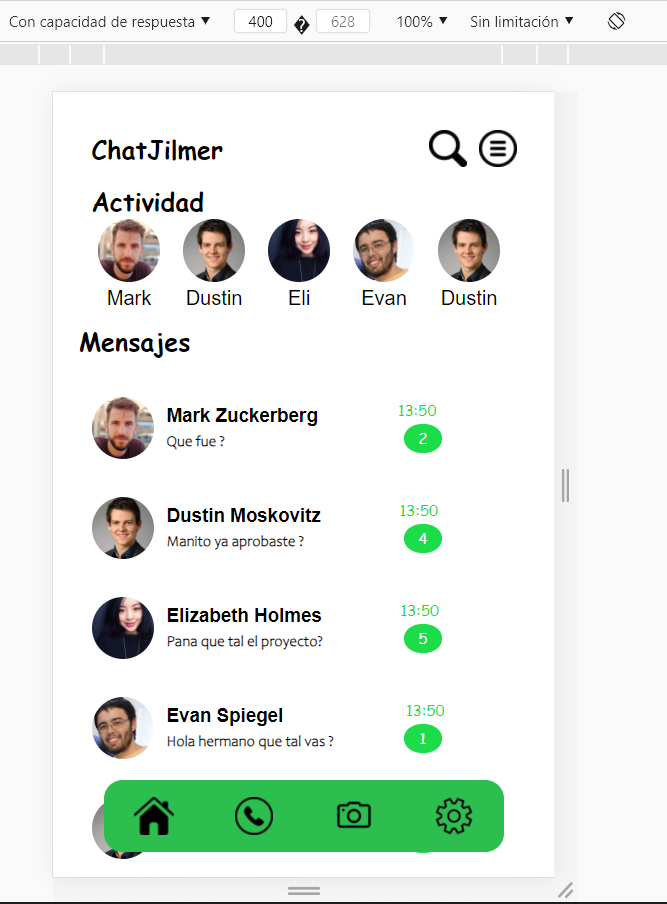 Con capacidad de respuesta ▼ 400 � 628 100% ▼ Sin limitación ▼
ChatJilmer
Actividad
Mark Dustin Eli Evan Dustin
Mensajes
Mark Zuckerberg 13:50
Que fue ? 2
Dustin Moskovitz 13:50
Manito ya aprobaste ? 4
Elizabeth Holmes 13:50
Pana que tal el proyecto? 5
Evan Spiegel 13:50
Hola hermano que tal vas ? 1